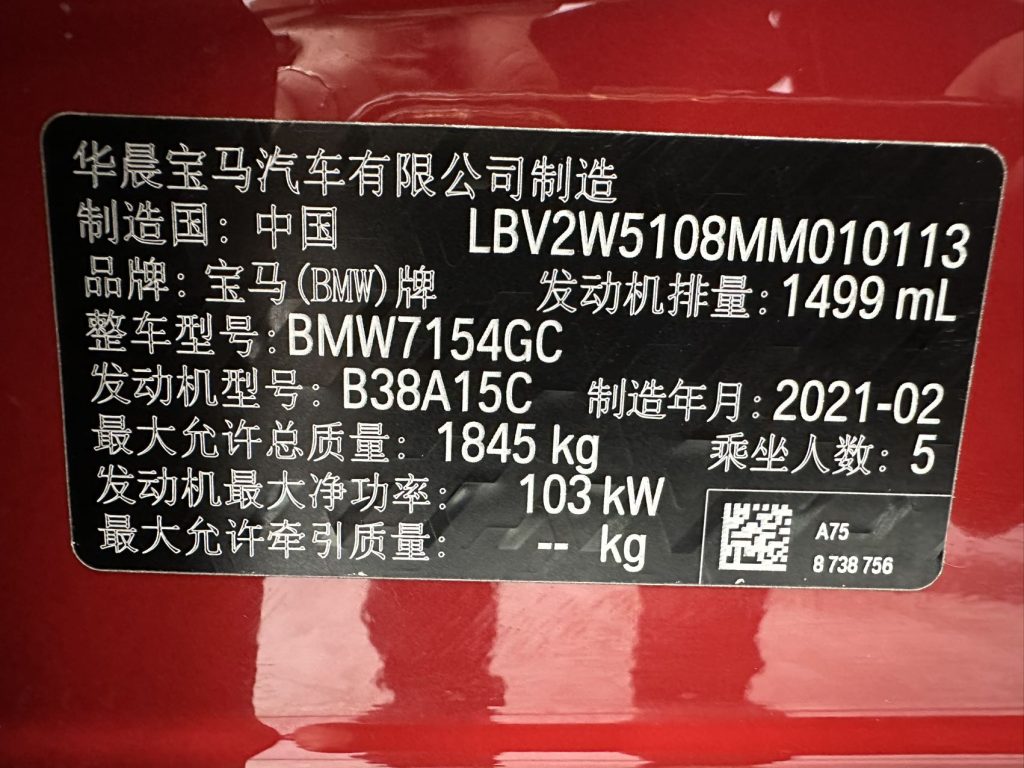 华晨宝马汽车有限公司制造
制造国：中国 LBV2W5108MM010113
品牌：宝马(BMW)牌 发动机排量：1499 mL
整车型号：BMW7154GC
发动机型号：B38A15C 制造年月：2021-02
最大允许总质量：1845 kg 乘坐人数：5
发动机最大净功率：103 kW
最大允许牵引质量：-- kg
A75
8 738 756